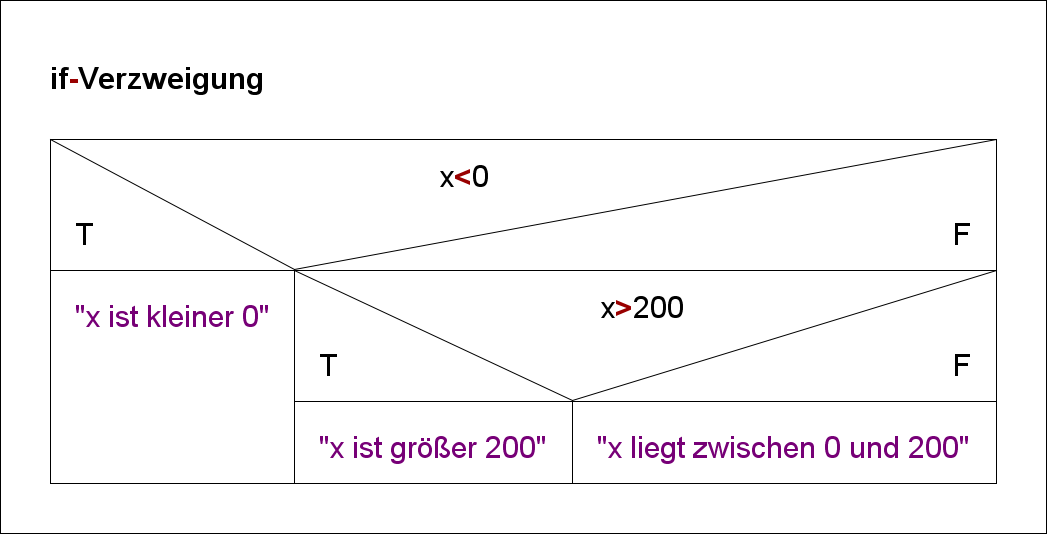 if-Verzweigung
x<0
T
F
"x ist kleiner 0"
x>200
T
F
"x ist größer 200"
"x liegt zwischen 0 und 200"